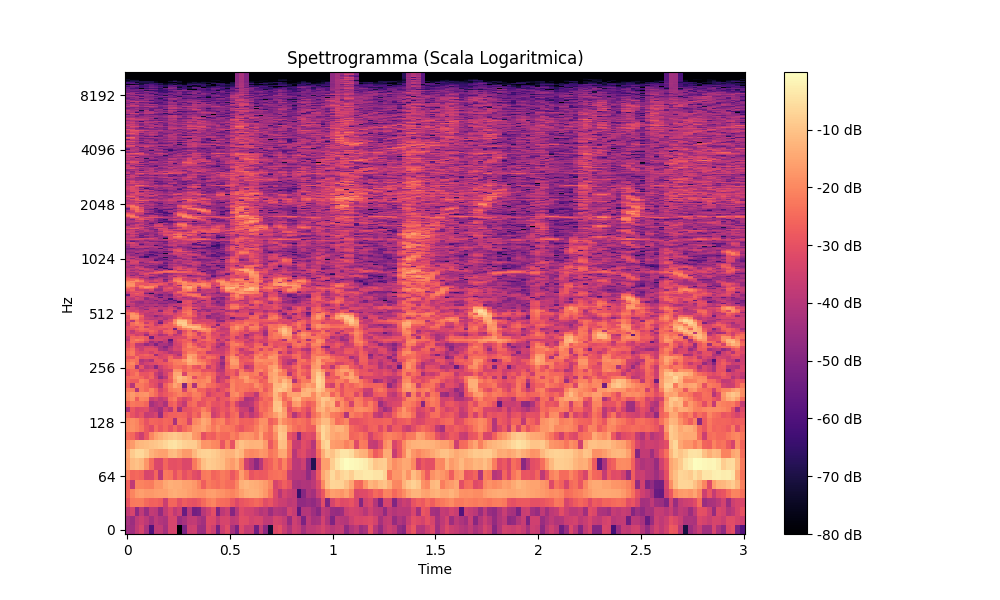 Spettrogramma (Scala Logaritmica)
8192
4096
2048
1024
512
256
128
64
0
Hz
0
0.5
1
1.5
2
2.5
3
Time
-10 dB
-20 dB
-30 dB
-40 dB
-50 dB
-60 dB
-70 dB
-80 dB